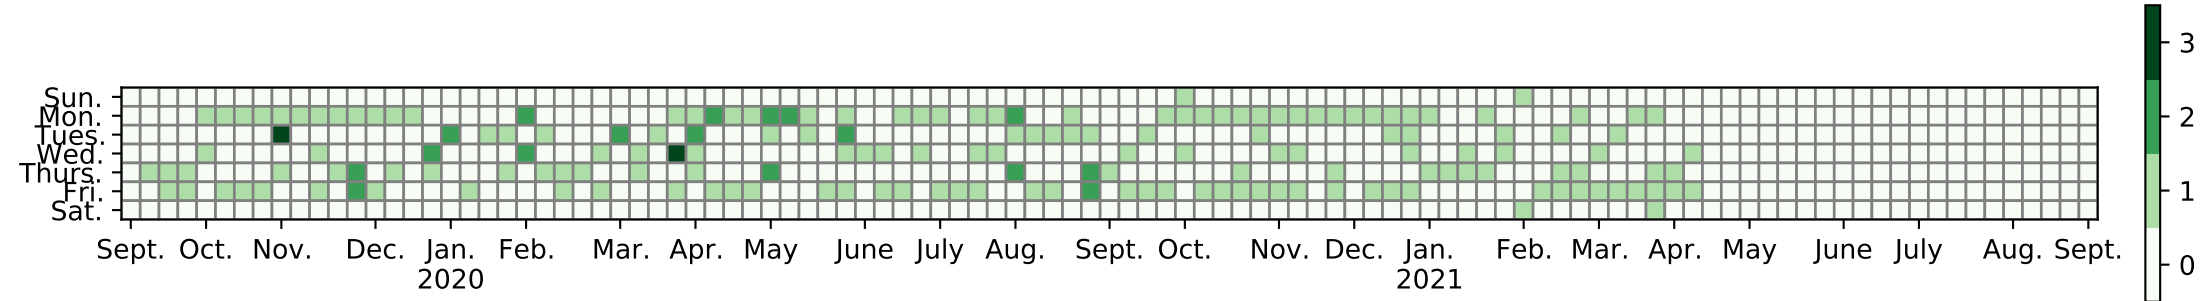 Sun.
Mon.
Tues.
Wed.
Thurs.
Fri.
Sat.
Sept. Oct. Nov. Dec. Jan. Feb. Mar. Apr. May June July Aug. Sept. Oct. Nov. Dec. Jan. Feb. Mar. Apr. May June July Aug. Sept.
2020 2021
3
2
1
0